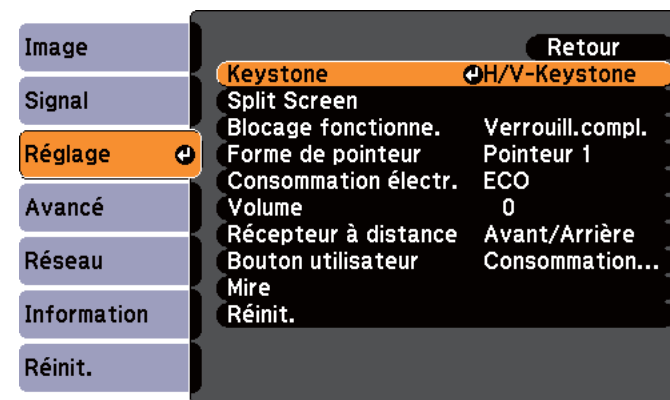 Image
Signal
Réglage
Avancé
Réseau
Information
Réinit.
Retour
Keystone H/V-Keystone
Split Screen
Blocage fonctionne. Verrouill.compl.
Forme de pointeur Pointeur 1
Consommation électr. ECO
Volume 0
Récepteur à distance Avant/Arrière
Bouton utilisateur Consommation...
Mire
Réinit.